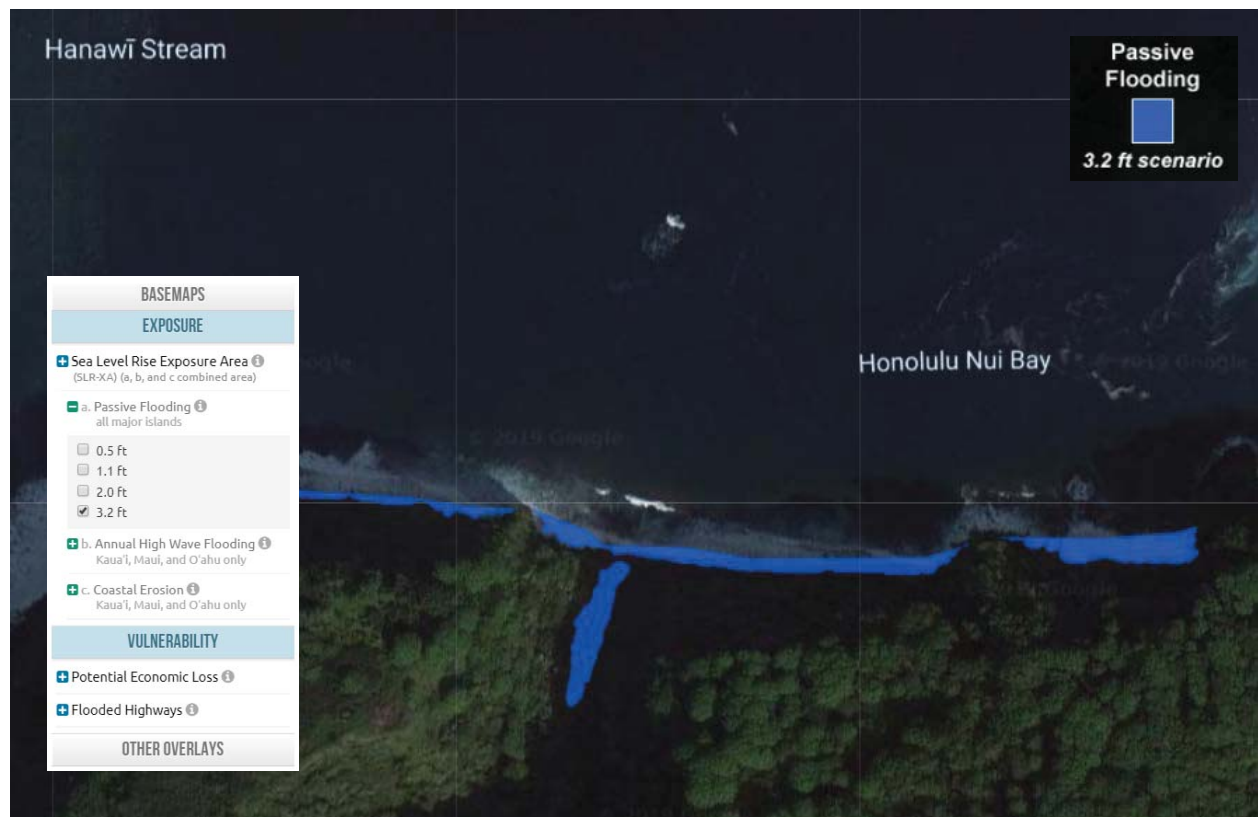 Hanawī Stream
Passive
Flooding
3.2 ft scenario
BASEMAPS
EXPOSURE
Sea Level Rise Exposure Area
(SLR-XA) (a, b, and c combined area)
a. Passive Flooding
all major islands
0.5 ft
1.1 ft
2.0 ft
3.2 ft
b. Annual High Wave Flooding
Kaua'i, Maui, and O'ahu only
c. Coastal Erosion
Kaua'i, Maui, and O'ahu only
VULNERABILITY
Potential Economic Loss
Flooded Highways
OTHER OVERLAYS
Honolulu Nui Bay
© 2019 Google
© 2019 Google
Google